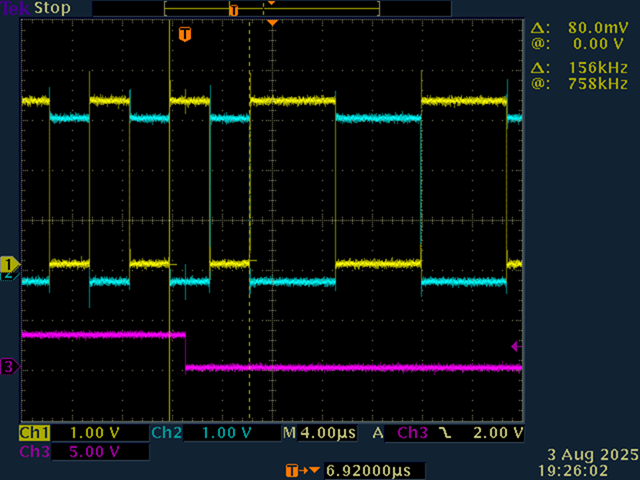 Tek Stop
T
T
Δ: 80.0mV
@: 0.00 V
Δ: 156kHz
@: 758kHz
1
2
3
Ch1 1.00 V Ch2 1.00 V M 4.00µs A Ch3 2.00 V
Ch3 5.00 V
T 6.92000µs
3 Aug 2025
19:26:02